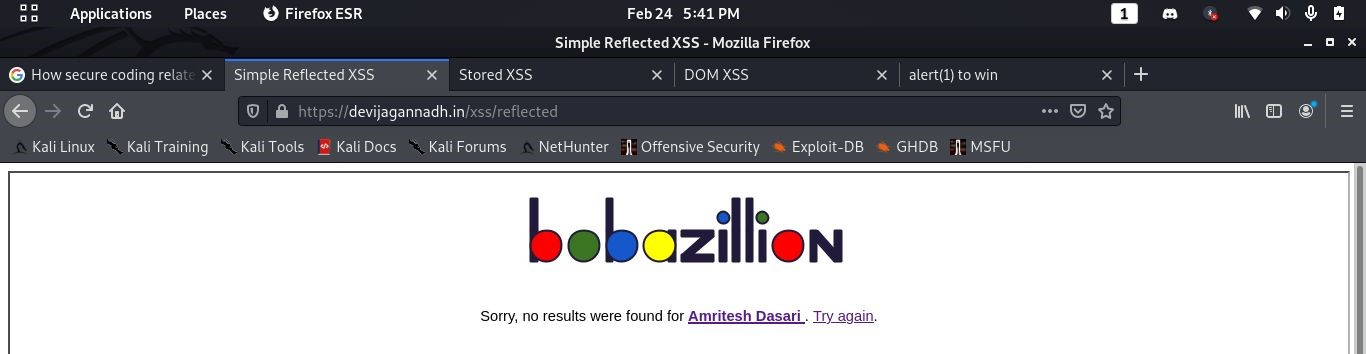 Applications Places Firefox ESR Feb 24 5:41 PM 1
Simple Reflected XSS - Mozilla Firefox
How secure coding relate Simple Reflected XSS Stored XSS DOM XSS alert(1) to win
https://devijagannadh.in/xss/reflected
Kali Linux Kali Training Kali Tools Kali Docs Kali Forums NetHunter Offensive Security Exploit-DB GHDB MSFU
bobazillion
Sorry, no results were found for Amritesh Dasari . Try again.